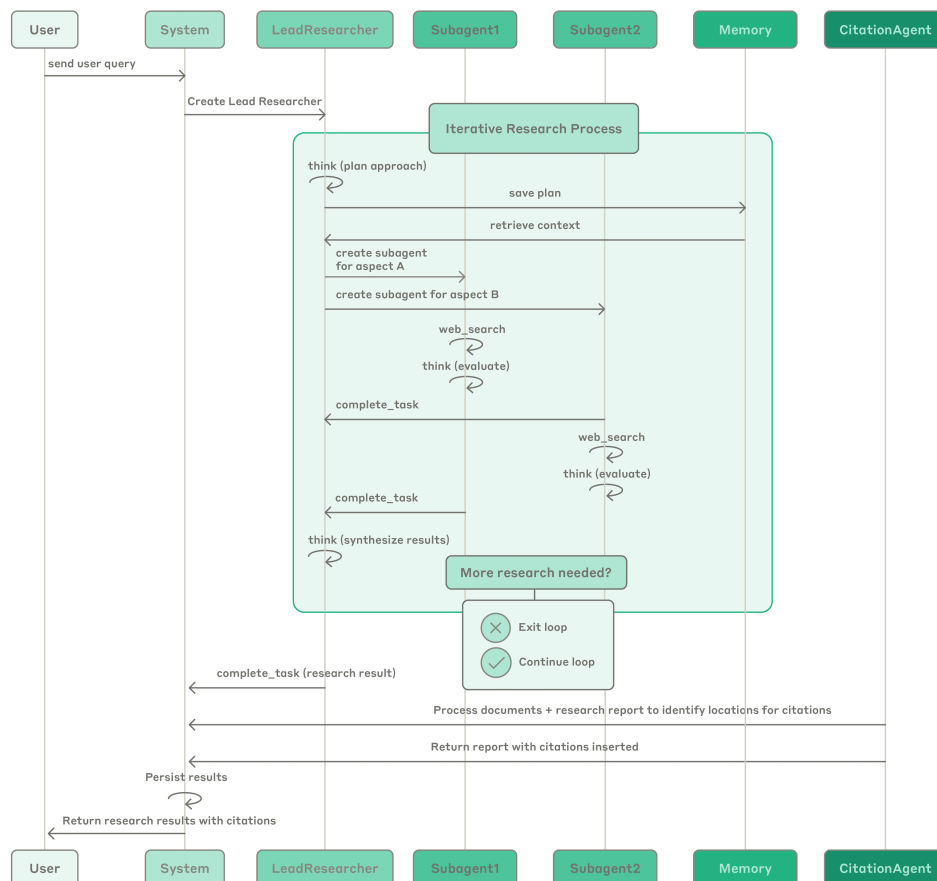 User
System
LeadResearcher
Subagent1
Subagent2
Memory
CitationAgent
send user query
Create Lead Researcher
Iterative Research Process
think (plan approach)
save plan
retrieve context
create subagent
for aspect A
create subagent for aspect B
web_search
think (evaluate)
complete_task
web_search
think (evaluate)
complete_task
think (synthesize results)
More research needed?
Exit loop
Continue loop
complete_task (research result)
Process documents + research report to identify locations for citations
Return report with citations inserted
Persist results
Return research results with citations
User
System
LeadResearcher
Subagent1
Subagent2
Memory
CitationAgent